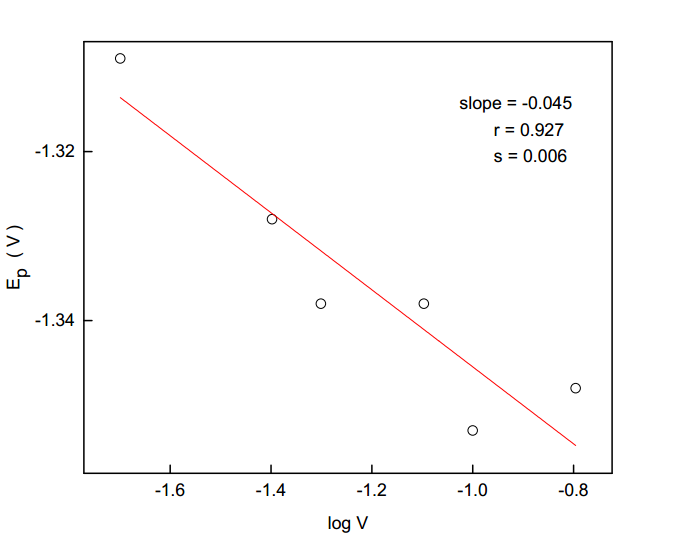 slope = -0.045
r = 0.927
s = 0.006
-1.32
-1.34
Ep ( V )
-1.6 -1.4 -1.2 -1.0 -0.8
log V